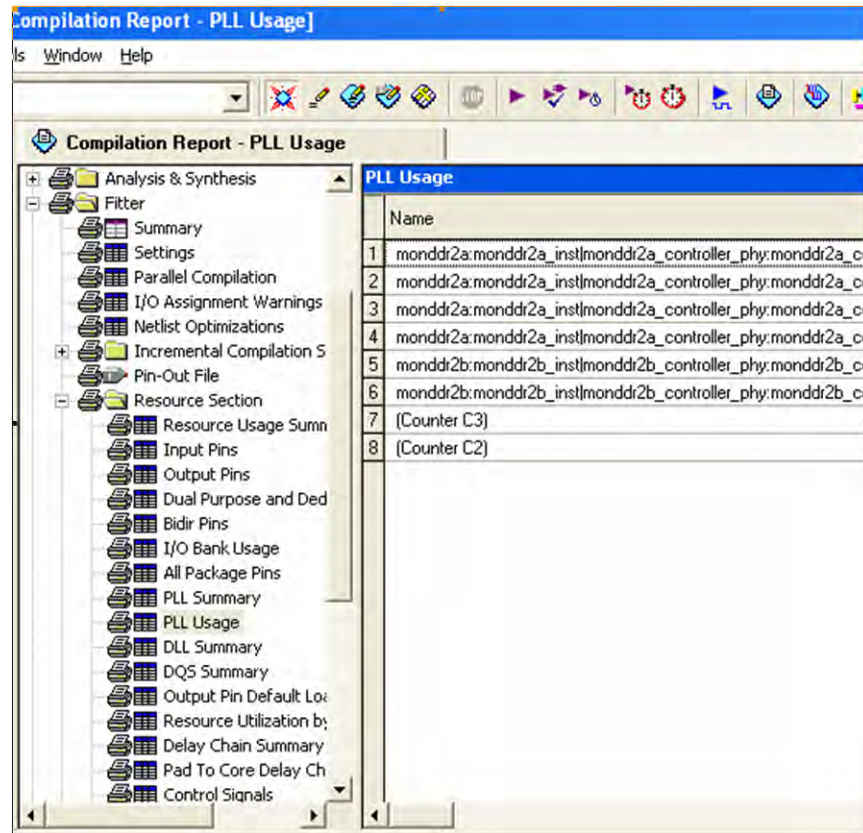 Compilation Report - PLL Usage]
ls Window Help
Compilation Report - PLL Usage
Analysis & Synthesis
Fitter
Summary
Settings
Parallel Compilation
I/O Assignment Warnings
Netlist Optimizations
Incremental Compilation S
Pin-Out File
Resource Section
Resource Usage Summ
Input Pins
Output Pins
Dual Purpose and Ded
Bidir Pins
I/O Bank Usage
All Package Pins
PLL Summary
PLL Usage
DLL Summary
DQS Summary
Output Pin Default Loa
Resource Utilization by
Delay Chain Summary
Pad To Core Delay Ch
Control Signals
PLL Usage
Name
1 monddr2a:monddr2a_inst|monddr2a_controller_phy:monddr2a_c
2 monddr2a:monddr2a_inst|monddr2a_controller_phy:monddr2a_c
3 monddr2a:monddr2a_inst|monddr2a_controller_phy:monddr2a_c
4 monddr2a:monddr2a_inst|monddr2a_controller_phy:monddr2a_c
5 monddr2b:monddr2b_inst|monddr2b_controller_phy:monddr2b_c
6 monddr2b:monddr2b_inst|monddr2b_controller_phy:monddr2b_c
7 (Counter C3)
8 (Counter C2)